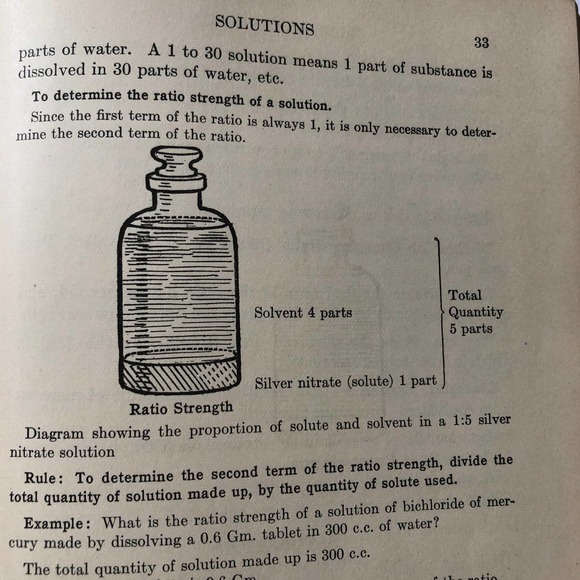 SOLUTIONS
33
parts of water. A 1 to 30 solution means 1 part of substance is
dissolved in 30 parts of water, etc.
To determine the ratio strength of a solution.
Since the first term of the ratio is always 1, it is only necessary to deter-
mine the second term of the ratio.
Solvent 4 parts
Total
Quantity
5 parts
Silver nitrate (solute) 1 part
Ratio Strength
Diagram showing the proportion of solute and solvent in a 1:5 silver
nitrate solution
Rule: To determine the second term of the ratio strength, divide the
total quantity of solution made up, by the quantity of solute used.
Example: What is the ratio strength of a solution of bichloride of mer-
cury made by dissolving a 0.6 Gm. tablet in 300 c.c. of water?
The total quantity of solution made up is 300 c.c.
0.6 Gm
of the ratio